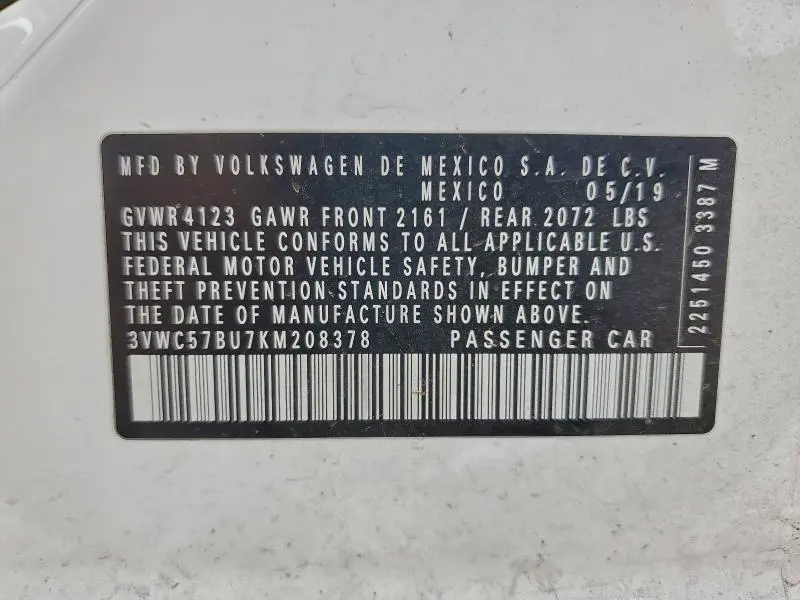 MFD BY VOLKSWAGEN DE MEXICO S.A. DE C.V.
MEXICO 05/19
GVWR 4123 GAWR FRONT 2161 / REAR 2072 LBS
THIS VEHICLE CONFORMS TO ALL APPLICABLE U.S.
FEDERAL MOTOR VEHICLE SAFETY, BUMPER AND
THEFT PREVENTION STANDARDS IN EFFECT ON
THE DATE OF MANUFACTURE SHOWN ABOVE.
3VWC57BU7KM208378 PASSENGER CAR
2251450 3387 M